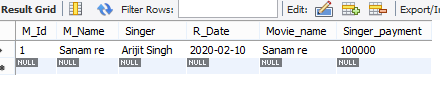 Result Grid Filter Rows: Edit: Export/In
M_Id M_Name Singer R_Date Movie_name Singer_payment
1 Sanam re Arijit Singh 2020-02-10 Sanam re 100000
NULL NULL NULL NULL NULL NULL